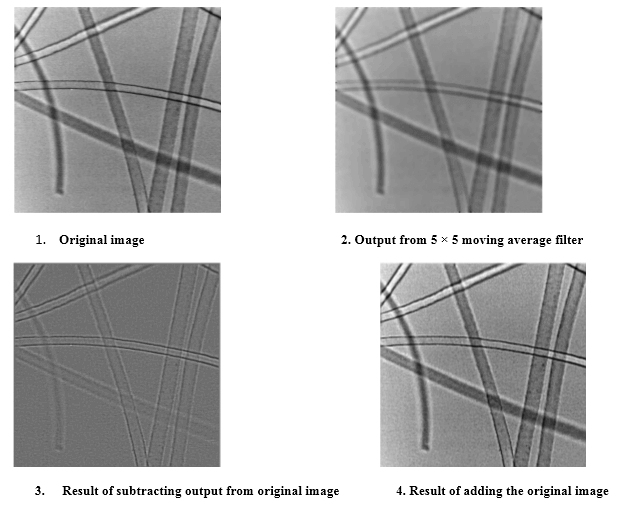 1. Original image
2. Output from 5 × 5 moving average filter
3. Result of subtracting output from original image
4. Result of adding the original image